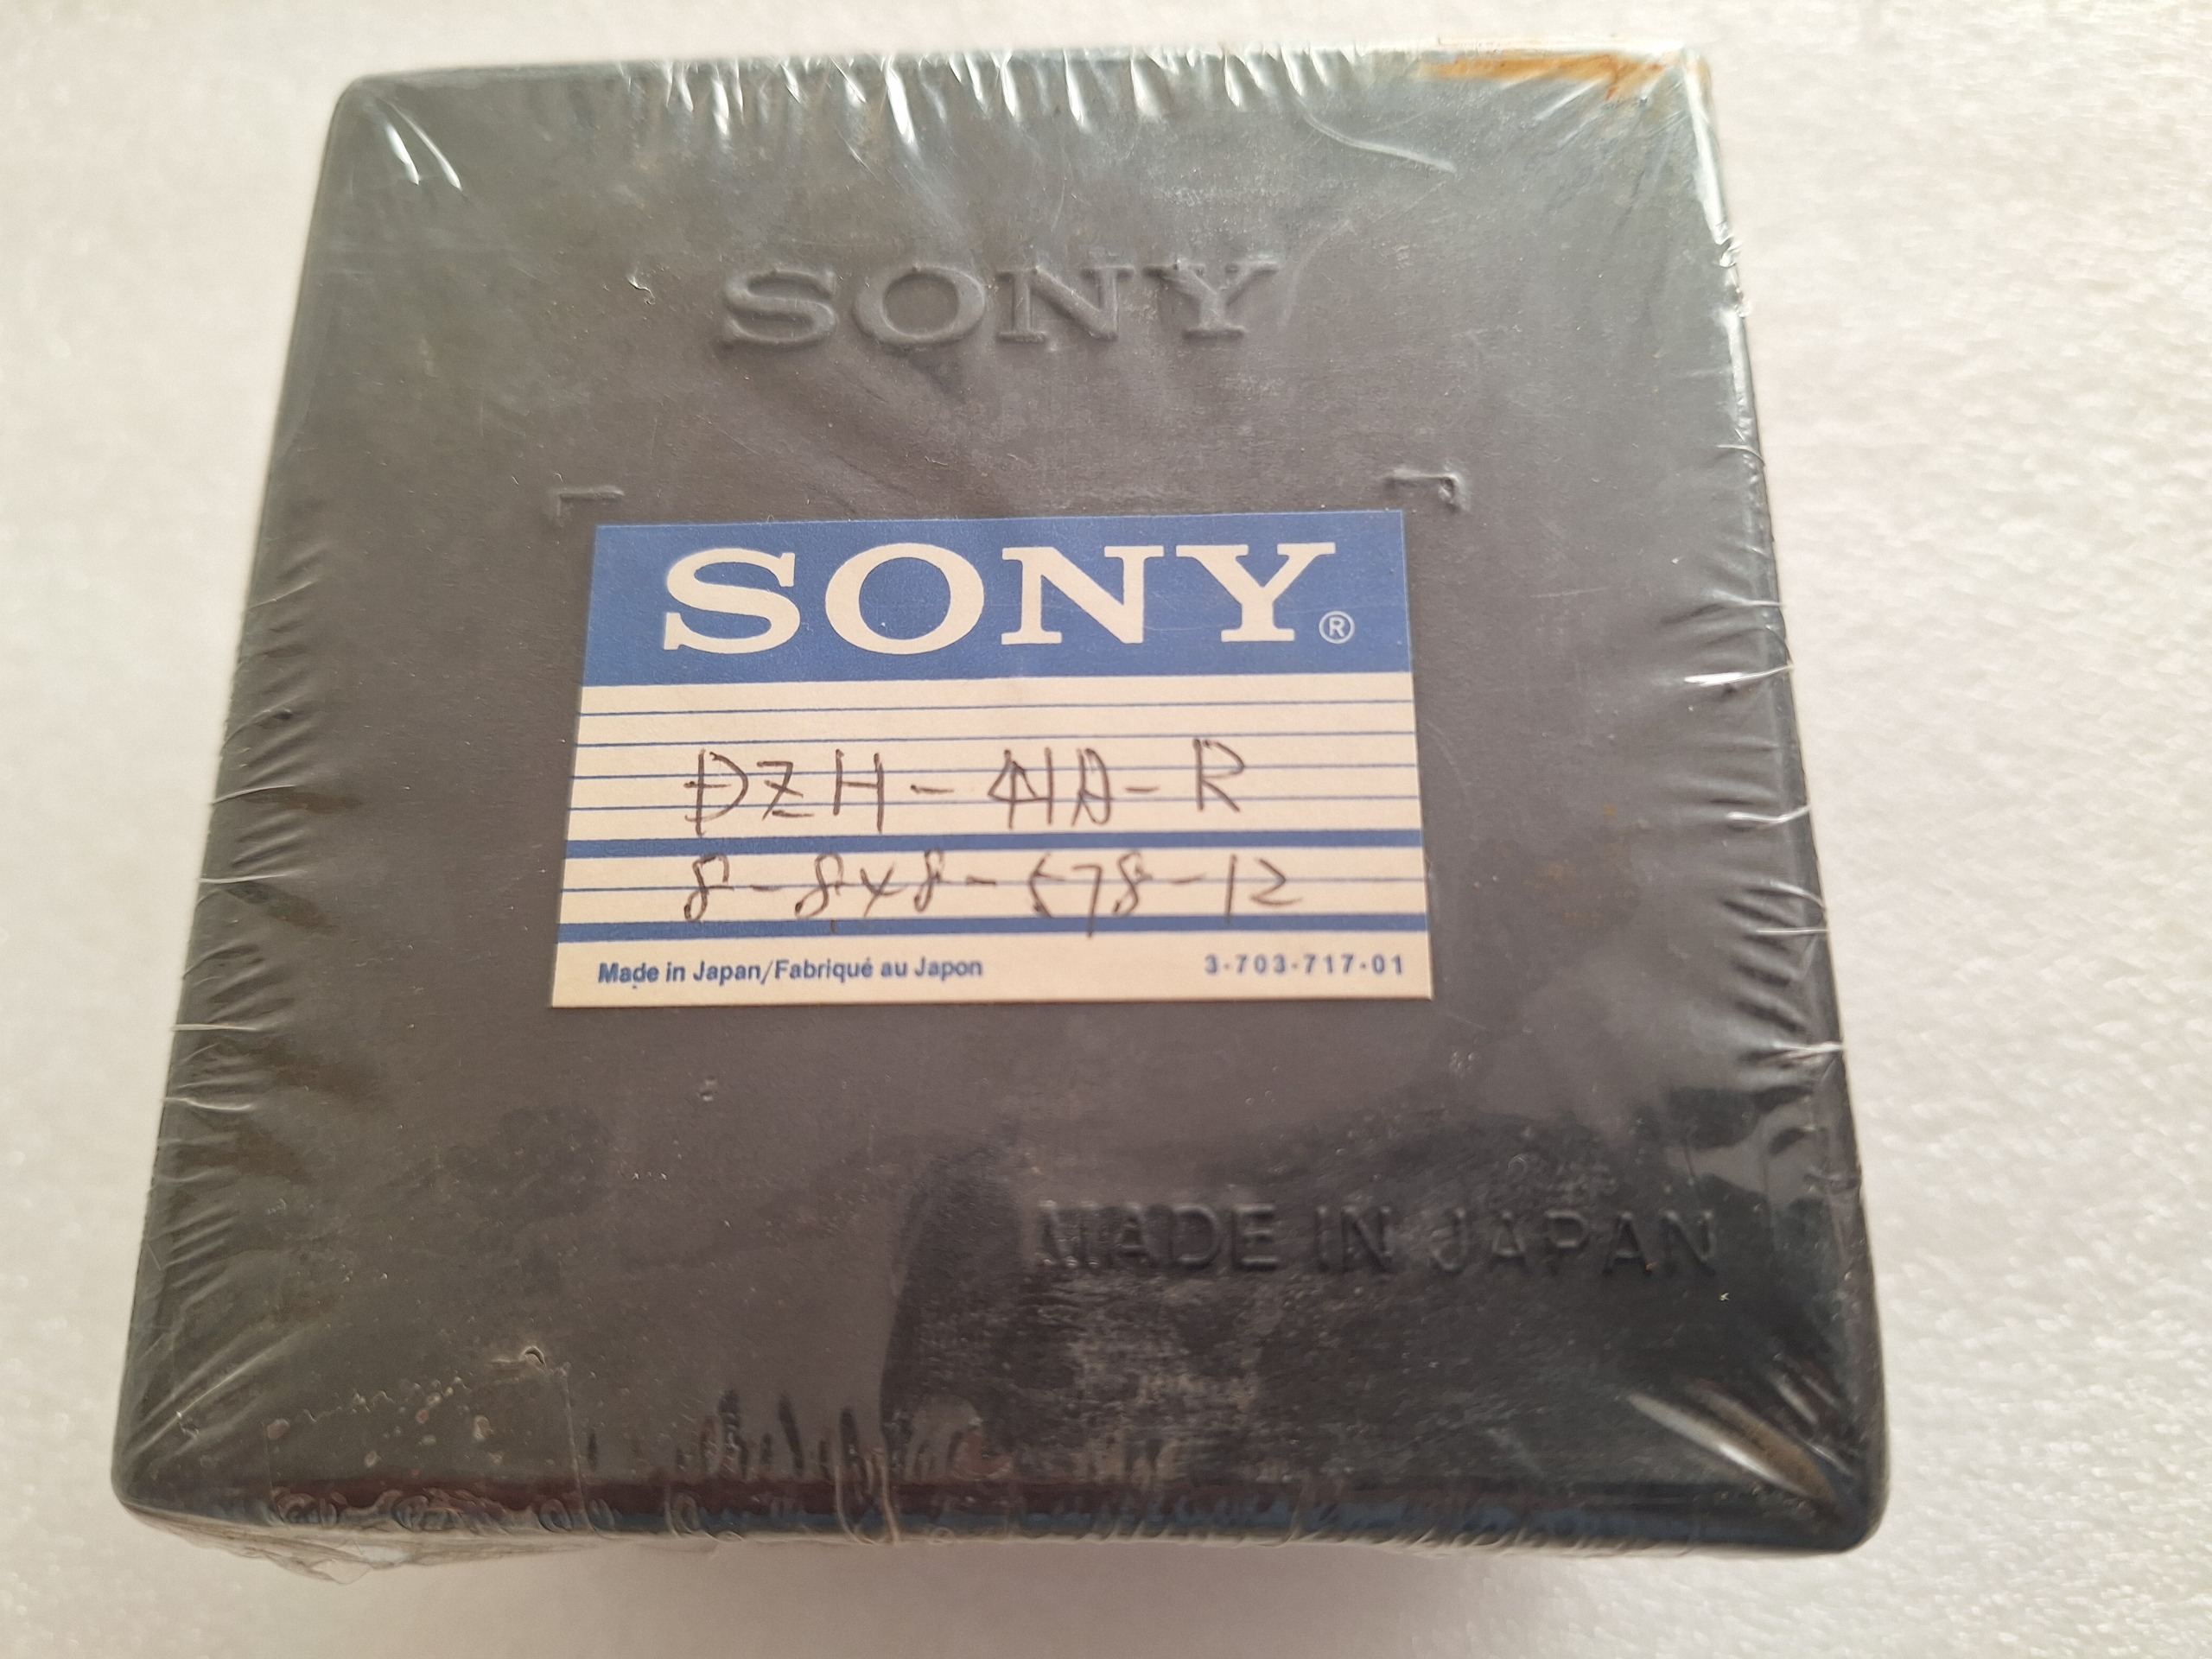 SONY
SONY®
DZH-41A-R
8-848-578-12
Made in Japan/Fabriqué au Japon 3-703-717-01
MADE IN JAPAN